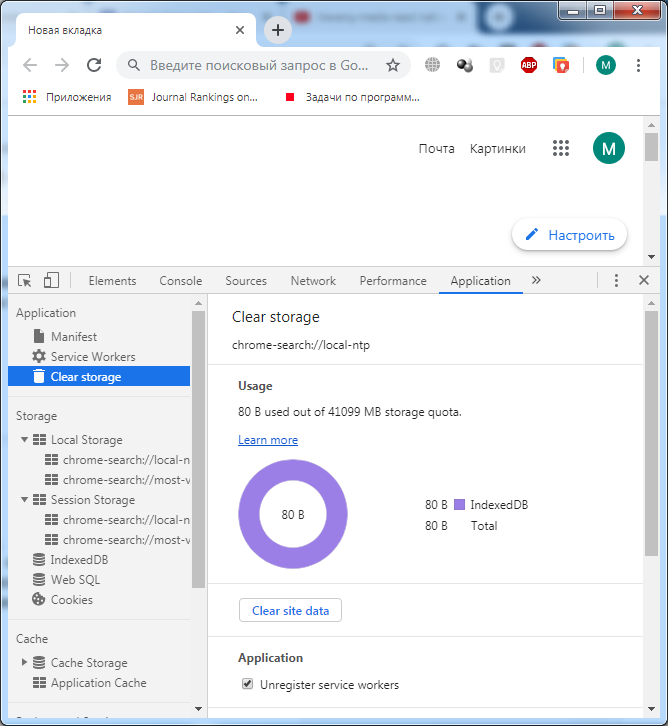 Новая вкладка
Введите поисковый запрос в Go...
ABP
M
Приложения
SJR Journal Rankings on...
Задачи по программ...
Почта Картинки
M
Настроить
Elements Console Sources Network Performance Application
Application
Manifest
Service Workers
Clear storage
Storage
Local Storage
chrome-search://local-n
chrome-search://most-v
Session Storage
chrome-search://local-n
chrome-search://most-v
IndexedDB
Web SQL
Cookies
Cache
Cache Storage
Application Cache
Clear storage
chrome-search://local-ntp
Usage
80 B used out of 41099 MB storage quota.
Learn more
80 B
80 B IndexedDB
80 B Total
Clear site data
Application
Unregister service workers